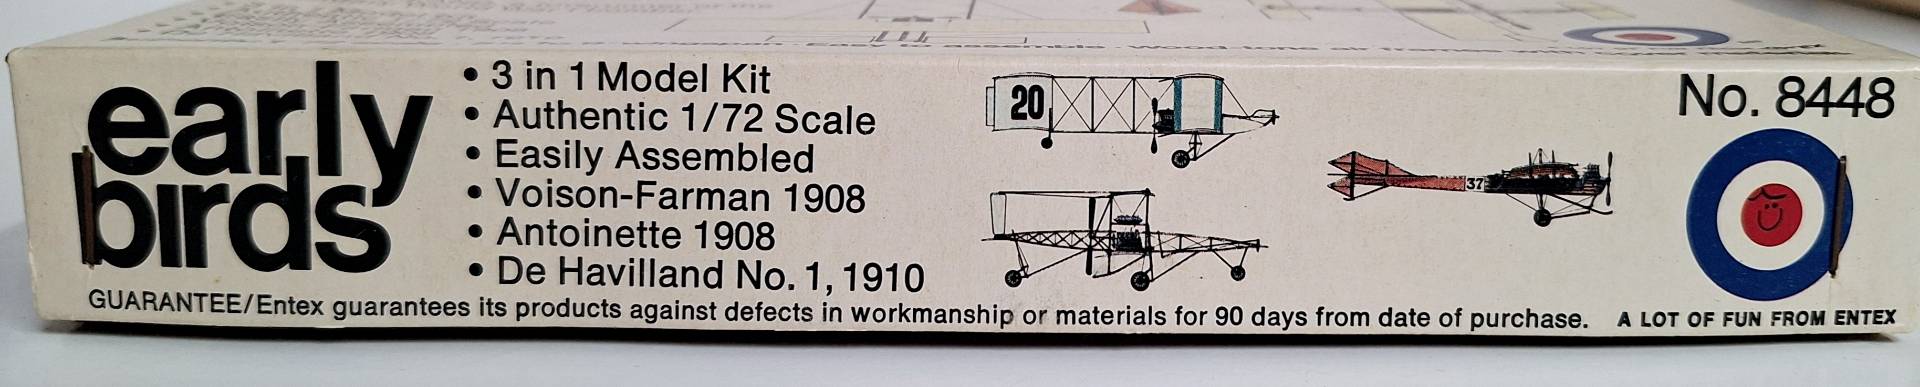 early
birds
• 3 in 1 Model Kit
• Authentic 1/72 Scale
• Easily Assembled
• Voison-Farman 1908
• Antoinette 1908
• De Havilland No. 1, 1910
20
37
No. 8448
GUARANTEE/Entex guarantees its products against defects in workmanship or materials for 90 days from date of purchase.
A LOT OF FUN FROM ENTEX